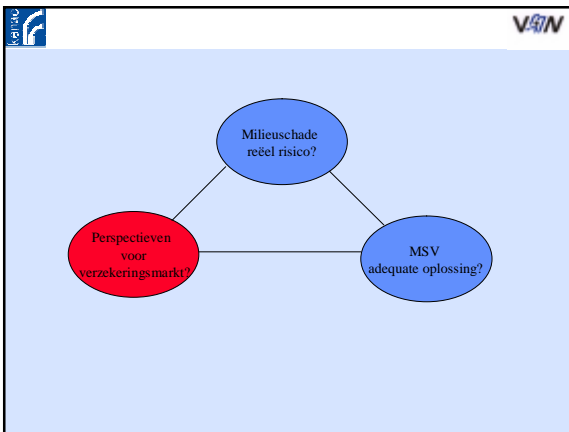 Milieuschade
reëel risico?
Perspectieven
voor
verzekeringsmarkt?
MSV
adequate oplossing?